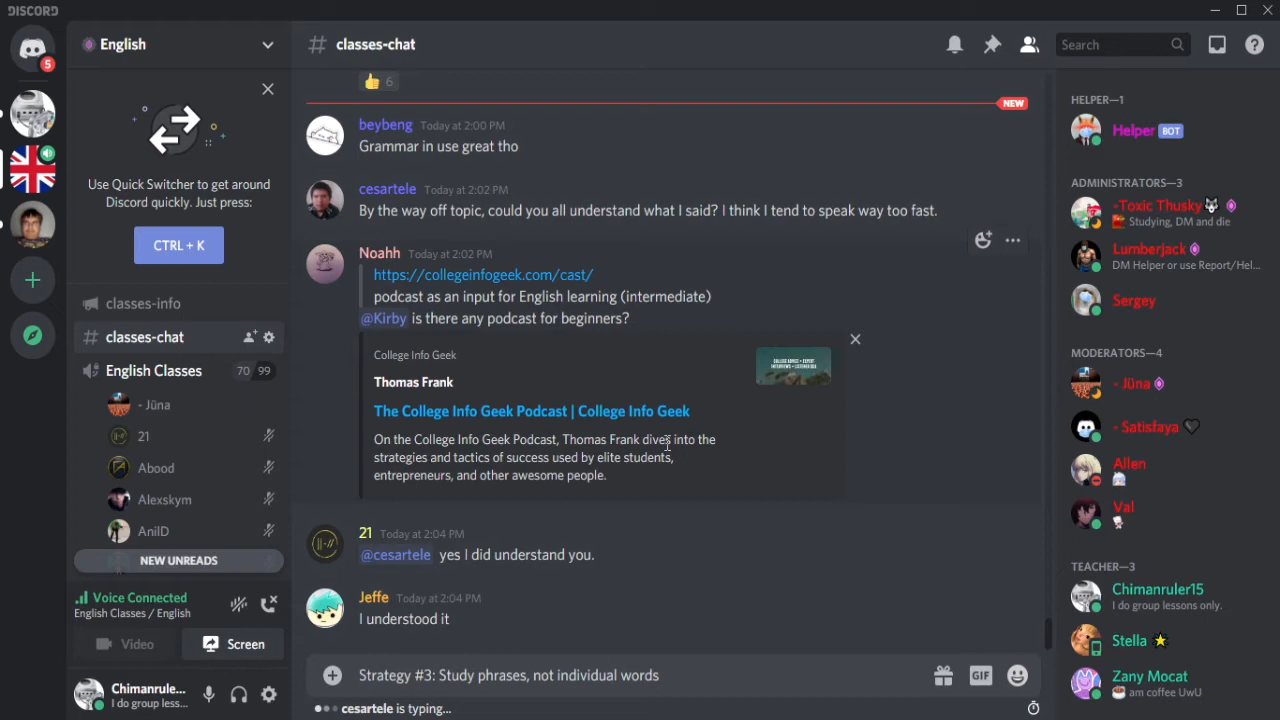 DISCORD
5
English
Use Quick Switcher to get around
Discord quickly. Just press:
CTRL + K
classes-info
classes-chat
English Classes 70 99
- Jüna
21
Abood
Alexskym
AnilD
NEW UNREADS
Voice Connected
English Classes / English
Video
Screen
Chimanrule...
I do group less...
# classes-chat
Search
6
NEW
beybeng Today at 2:00 PM
Grammar in use great tho
cesartele Today at 2:02 PM
By the way off topic, could you all understand what I said? I think I tend to speak way too fast.
Noahh Today at 2:02 PM
https://collegeinfogeek.com/cast/
podcast as an input for English learning (intermediate)
@Kirby is there any podcast for beginners?
College Info Geek
Thomas Frank
The College Info Geek Podcast | College Info Geek
On the College Info Geek Podcast, Thomas Frank dives into the
strategies and tactics of success used by elite students,
entrepreneurs, and other awesome people.
21 Today at 2:04 PM
@cesartele yes I did understand you.
Jeffe Today at 2:04 PM
I understood it
Strategy #3: Study phrases, not individual words
GIF
cesartele is typing...
HELPER—1
Helper BOT
ADMINISTRATORS—3
-Toxic Thusky
Studying, DM and die
Lumberjack
DM Helper or use Report/Hel...
Sergey
MODERATORS—4
- Jüna
- Satisfaya
Allen
Val
TEACHER—3
Chimanruler15
I do group lessons only.
Stella
Zany Mocat
am coffee UwU